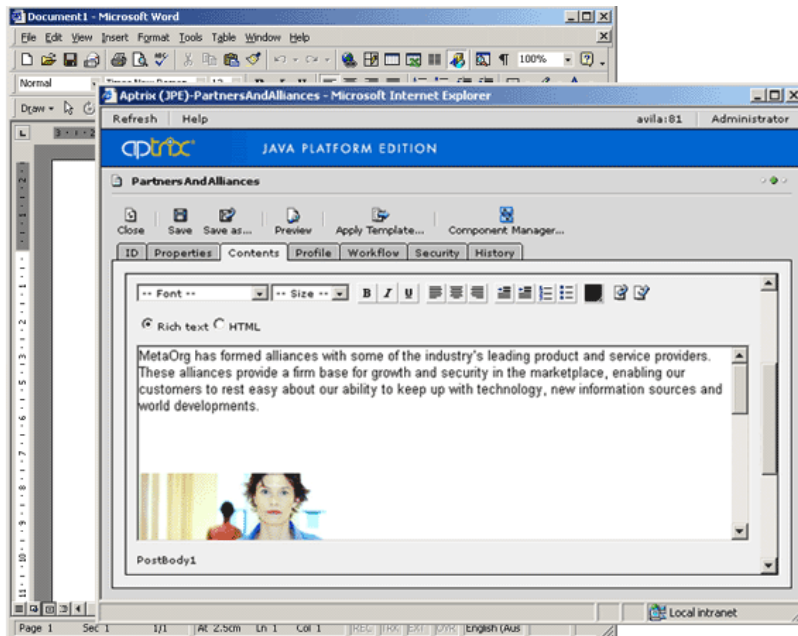 Document1 - Microsoft Word
File Edit View Insert Format Tools Table Window Help
100%
Normal
Draw
Aptrix (JPE)-PartnersAndAlliances - Microsoft Internet Explorer
Refresh Help avila:81 Administrator
aptrix JAVA PLATFORM EDITION
PartnersAndAlliances
Close Save Save as... Preview Apply Template... Component Manager...
ID Properties Contents Profile Workflow Security History
-- Font -- -- Size -- B I U
Rich text HTML
MetaOrg has formed alliances with some of the industry's leading product and service providers.
These alliances provide a firm base for growth and security in the marketplace, enabling our
customers to rest easy about our ability to keep up with technology, new information sources and
world developments.
PostBody1
Local intranet
Page 1 Sec 1 1/1 At 2.5cm Ln 1 Col 1 REC TRK EXT OVR English (Aus